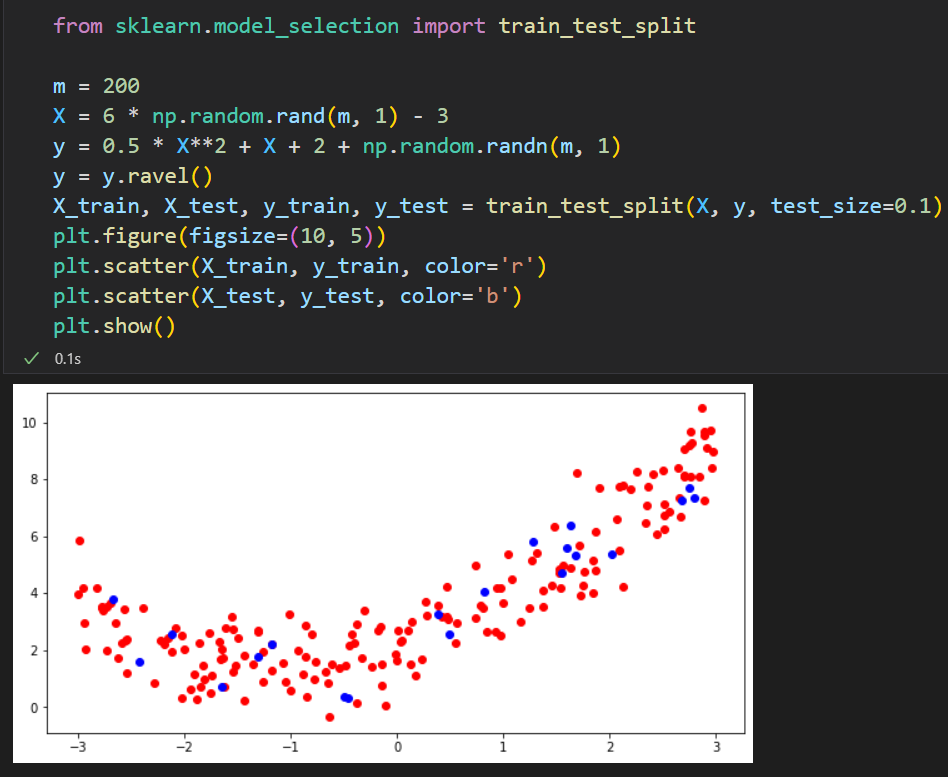 from sklearn.model_selection import train_test_split
m = 200
X = 6 * np.random.rand(m, 1) - 3
y = 0.5 * X**2 + X + 2 + np.random.randn(m, 1)
y = y.ravel()
X_train, X_test, y_train, y_test = train_test_split(X, y, test_size=0.1)
plt.figure(figsize=(10, 5))
plt.scatter(X_train, y_train, color='r')
plt.scatter(X_test, y_test, color='b')
plt.show()
✓ 0.1s
10
8
6
4
2
0
−3 −2 −1 0 1 2 3